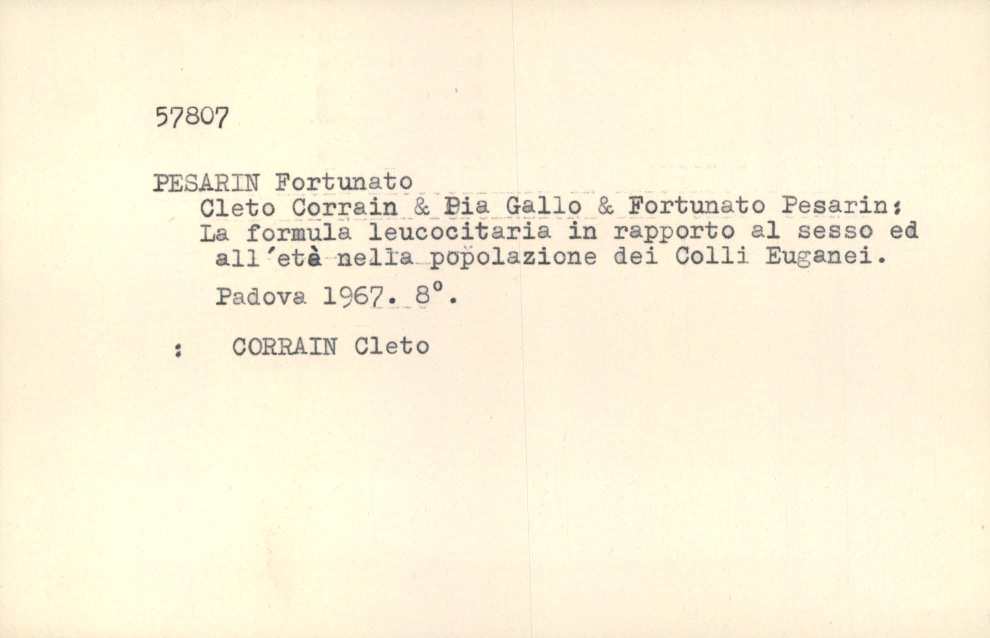 57807
PESARIN Fortunato
Cleto Corrain & Pia Gallo & Fortunato Pesarin:
La formula leucocitaria in rapporto al sesso ed
all'età nella popolazione dei Colli Euganei.
Padova 1967. 8°.
: CORRAIN Cleto